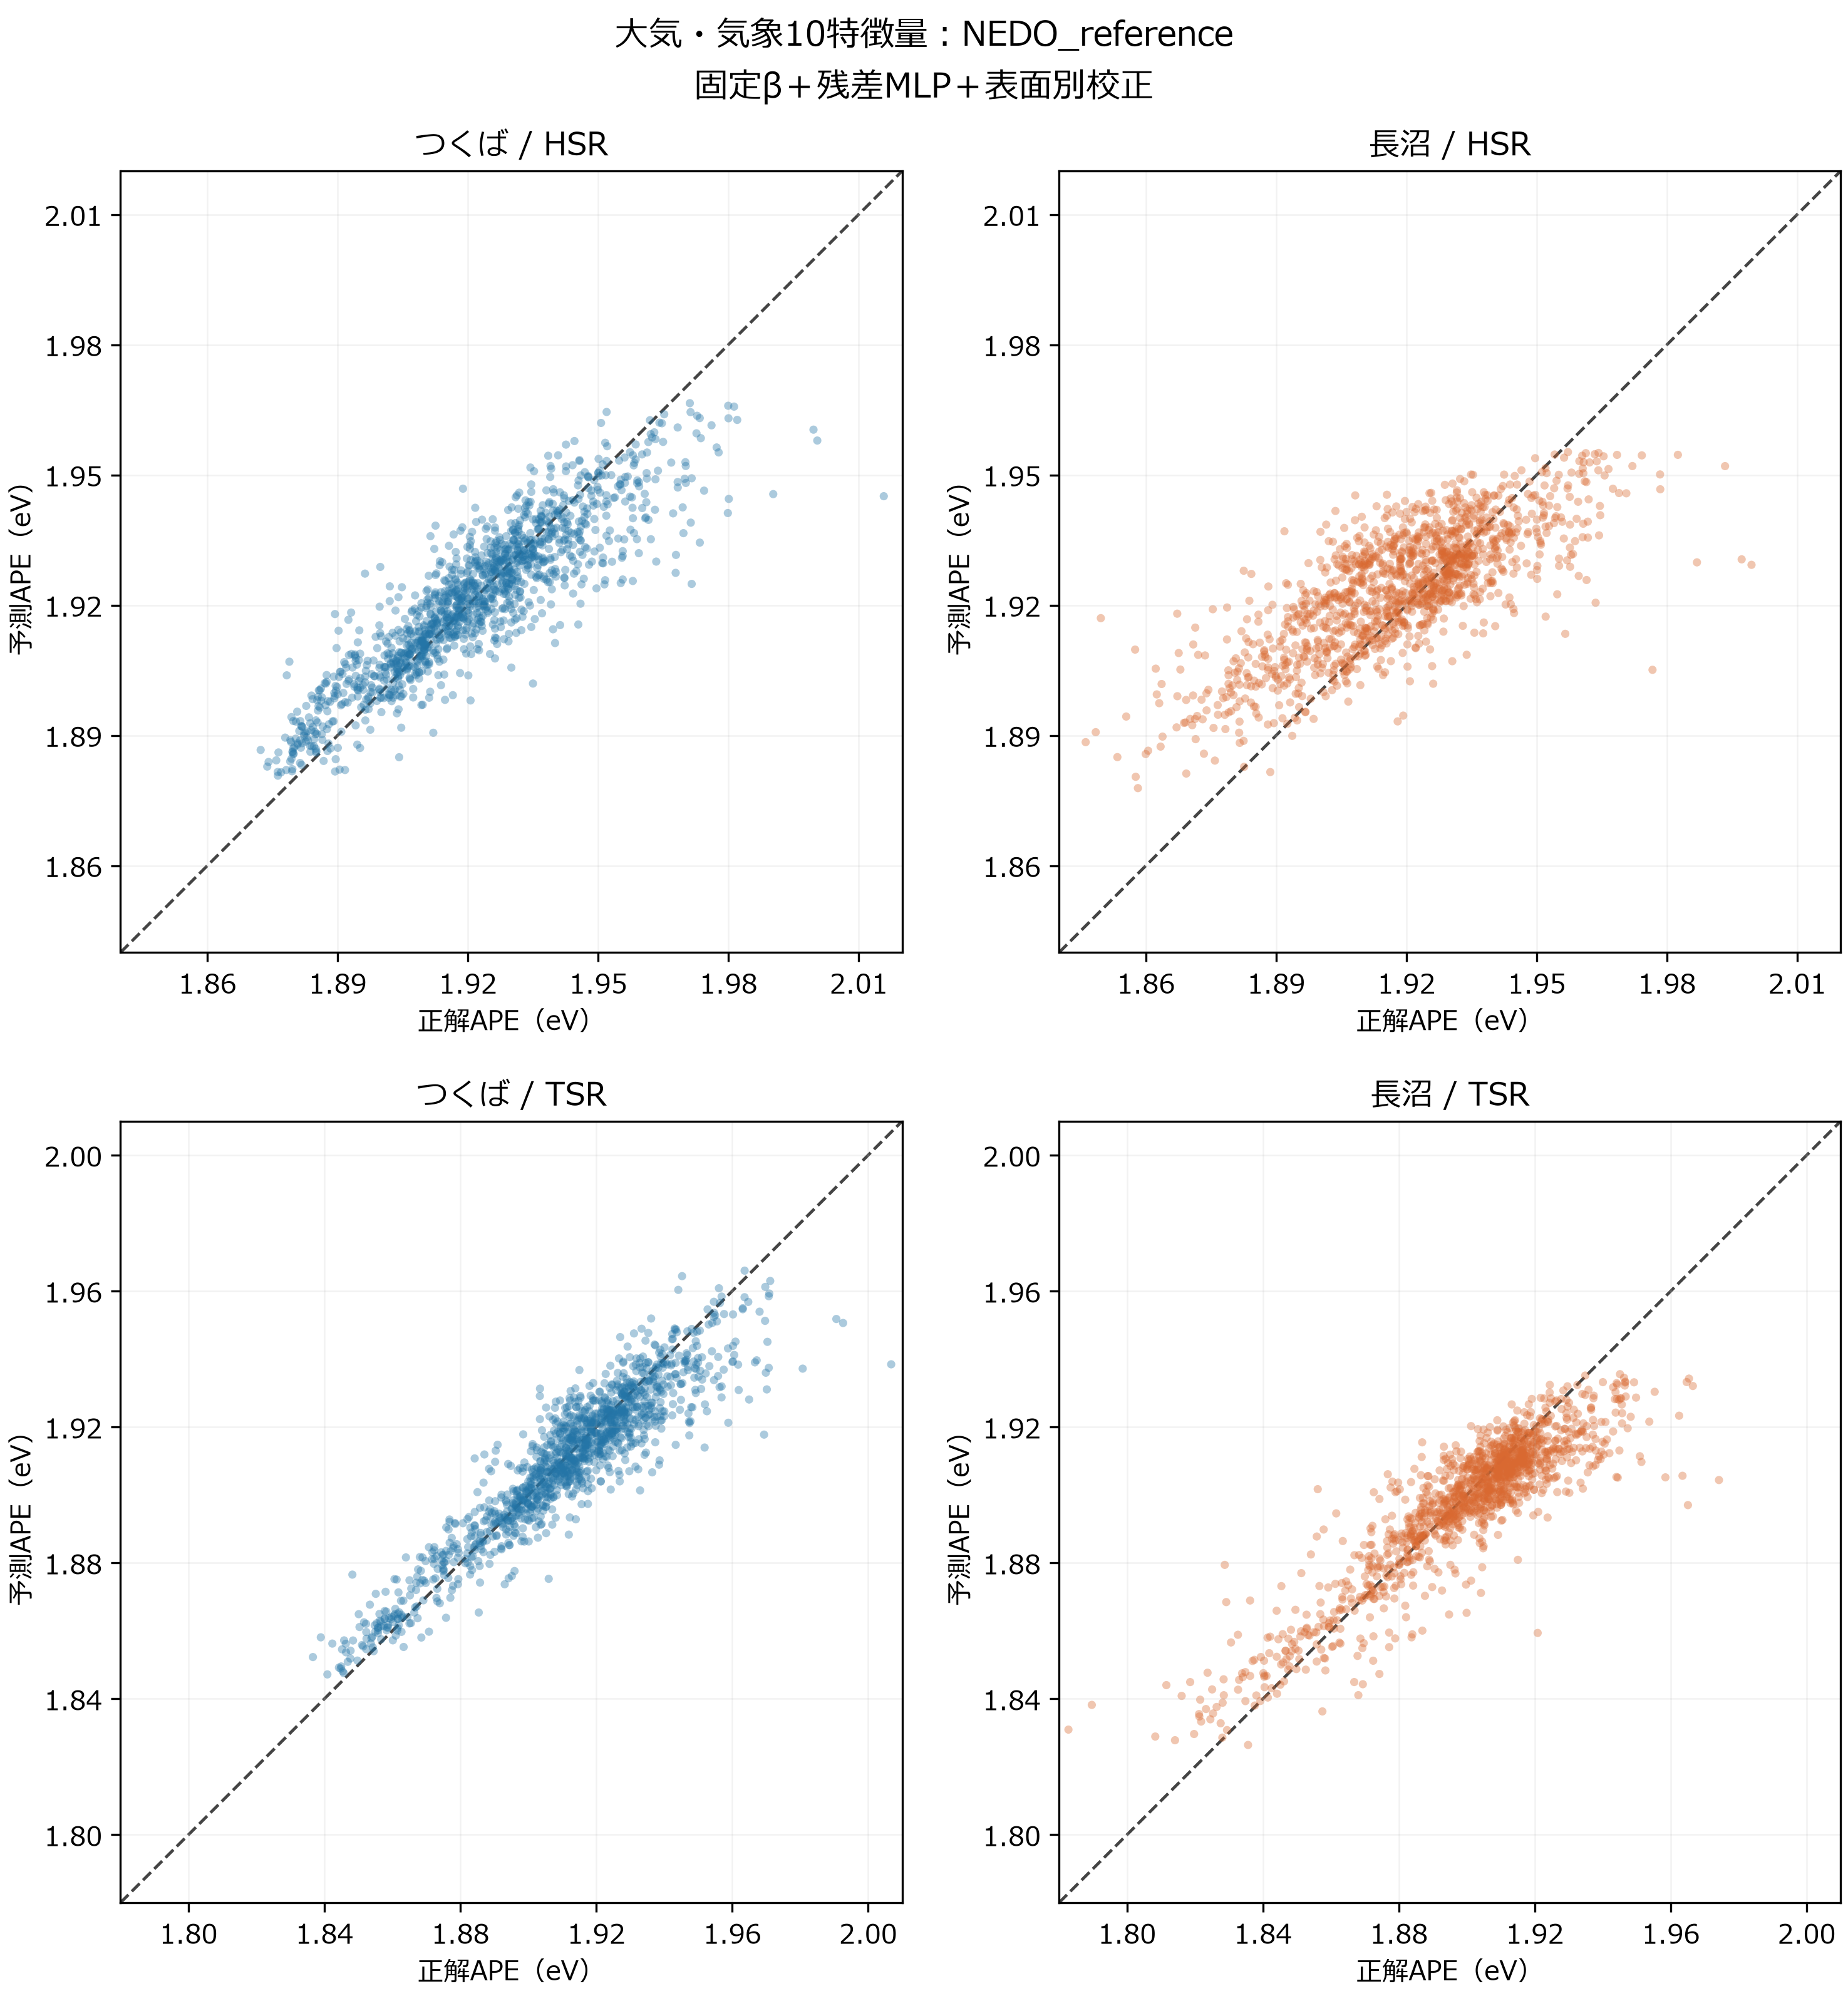 大気・気象10特徴量：NEDO_reference
固定β＋残差MLP＋表面別校正
つくば / HSR
長沼 / HSR
2.01
1.98
1.95
1.92
1.89
1.86
予測APE（eV）
1.86 1.89 1.92 1.95 1.98 2.01
正解APE（eV）
2.01
1.98
1.95
1.92
1.89
1.86
予測APE（eV）
1.86 1.89 1.92 1.95 1.98 2.01
正解APE（eV）
つくば / TSR
長沼 / TSR
2.00
1.96
1.92
1.88
1.84
1.80
予測APE（eV）
1.80 1.84 1.88 1.92 1.96 2.00
正解APE（eV）
2.00
1.96
1.92
1.88
1.84
1.80
予測APE（eV）
1.80 1.84 1.88 1.92 1.96 2.00
正解APE（eV）